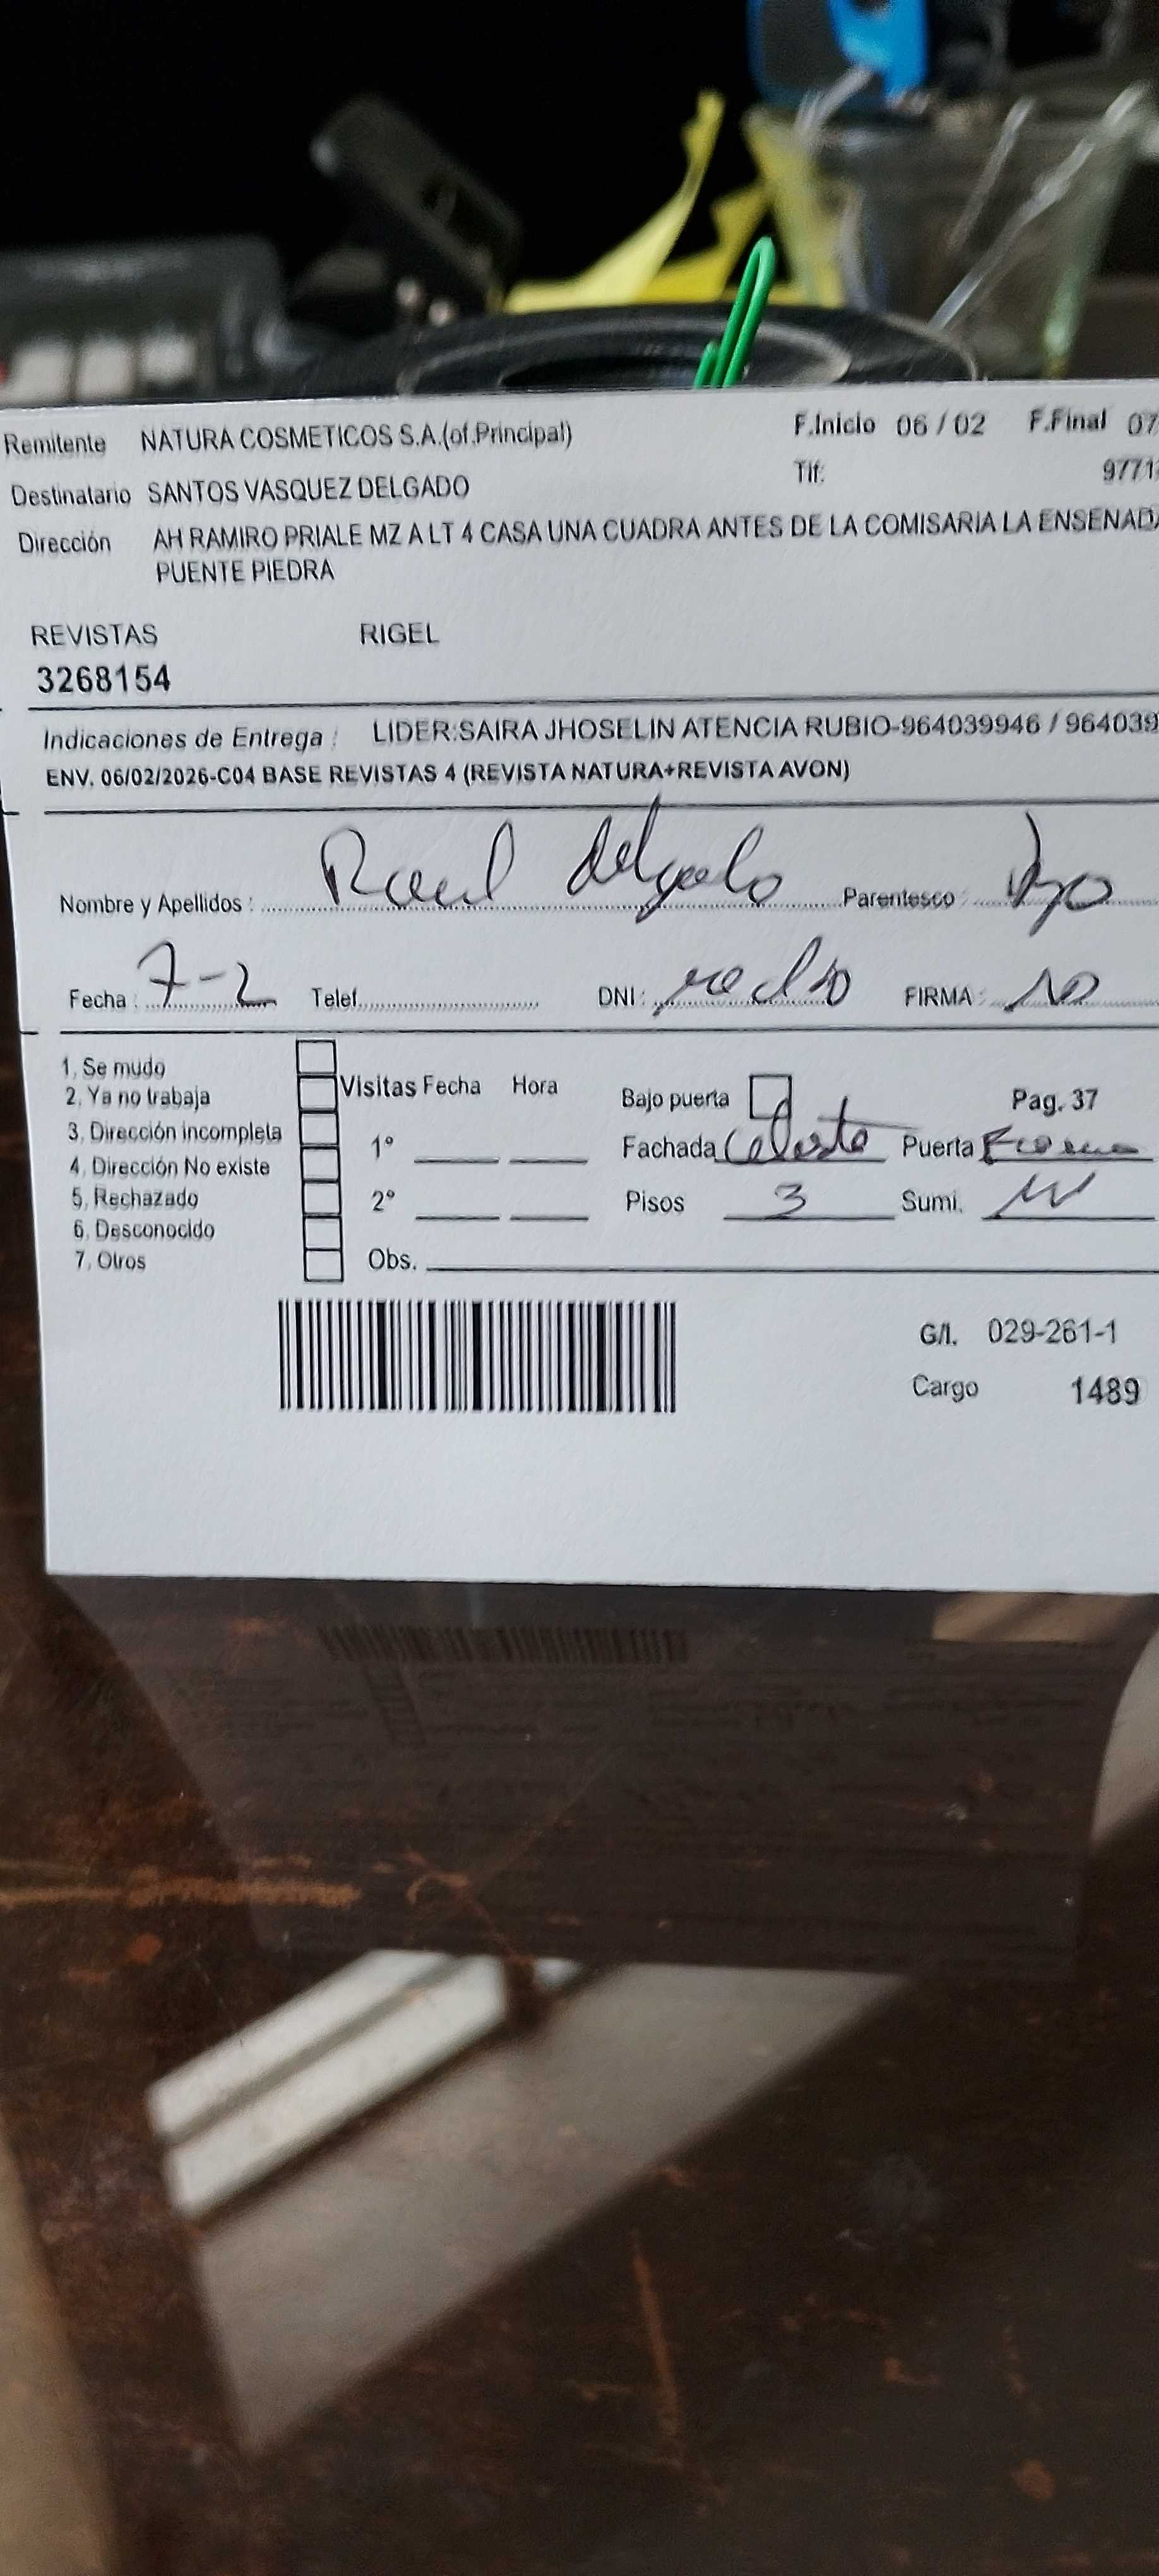 Remitente NATURA COSMETICOS S.A.(of.Principal) F.Inicio 06 / 02 F.Final 07
Tlf: 9771
Destinatario SANTOS VASQUEZ DELGADO
Dirección AH RAMIRO PRIALE MZ A LT 4 CASA UNA CUADRA ANTES DE LA COMISARIA LA ENSENADA
PUENTE PIEDRA
REVISTAS RIGEL
3268154
Indicaciones de Entrega : LIDER:SAIRA JHOSELIN ATENCIA RUBIO-964039946 / 964039
ENV. 06/02/2026-C04 BASE REVISTAS 4 (REVISTA NATURA+REVISTA AVON)
Nombre y Apellidos : Raul delgado Parentesco :
Fecha : 7-2 Telef. DNI: FIRMA : NO
1. Se mudo
2. Ya no trabaja
3. Dirección incompleta
4. Dirección No existe
5. Rechazado
6. Desconocido
7. Otros
Visitas Fecha Hora
1°
2°
Obs.
Bajo puerta Pag. 37
Fachada Celeste Puerta
Pisos 3 Sumi.
G/I. 029-261-1
Cargo 1489